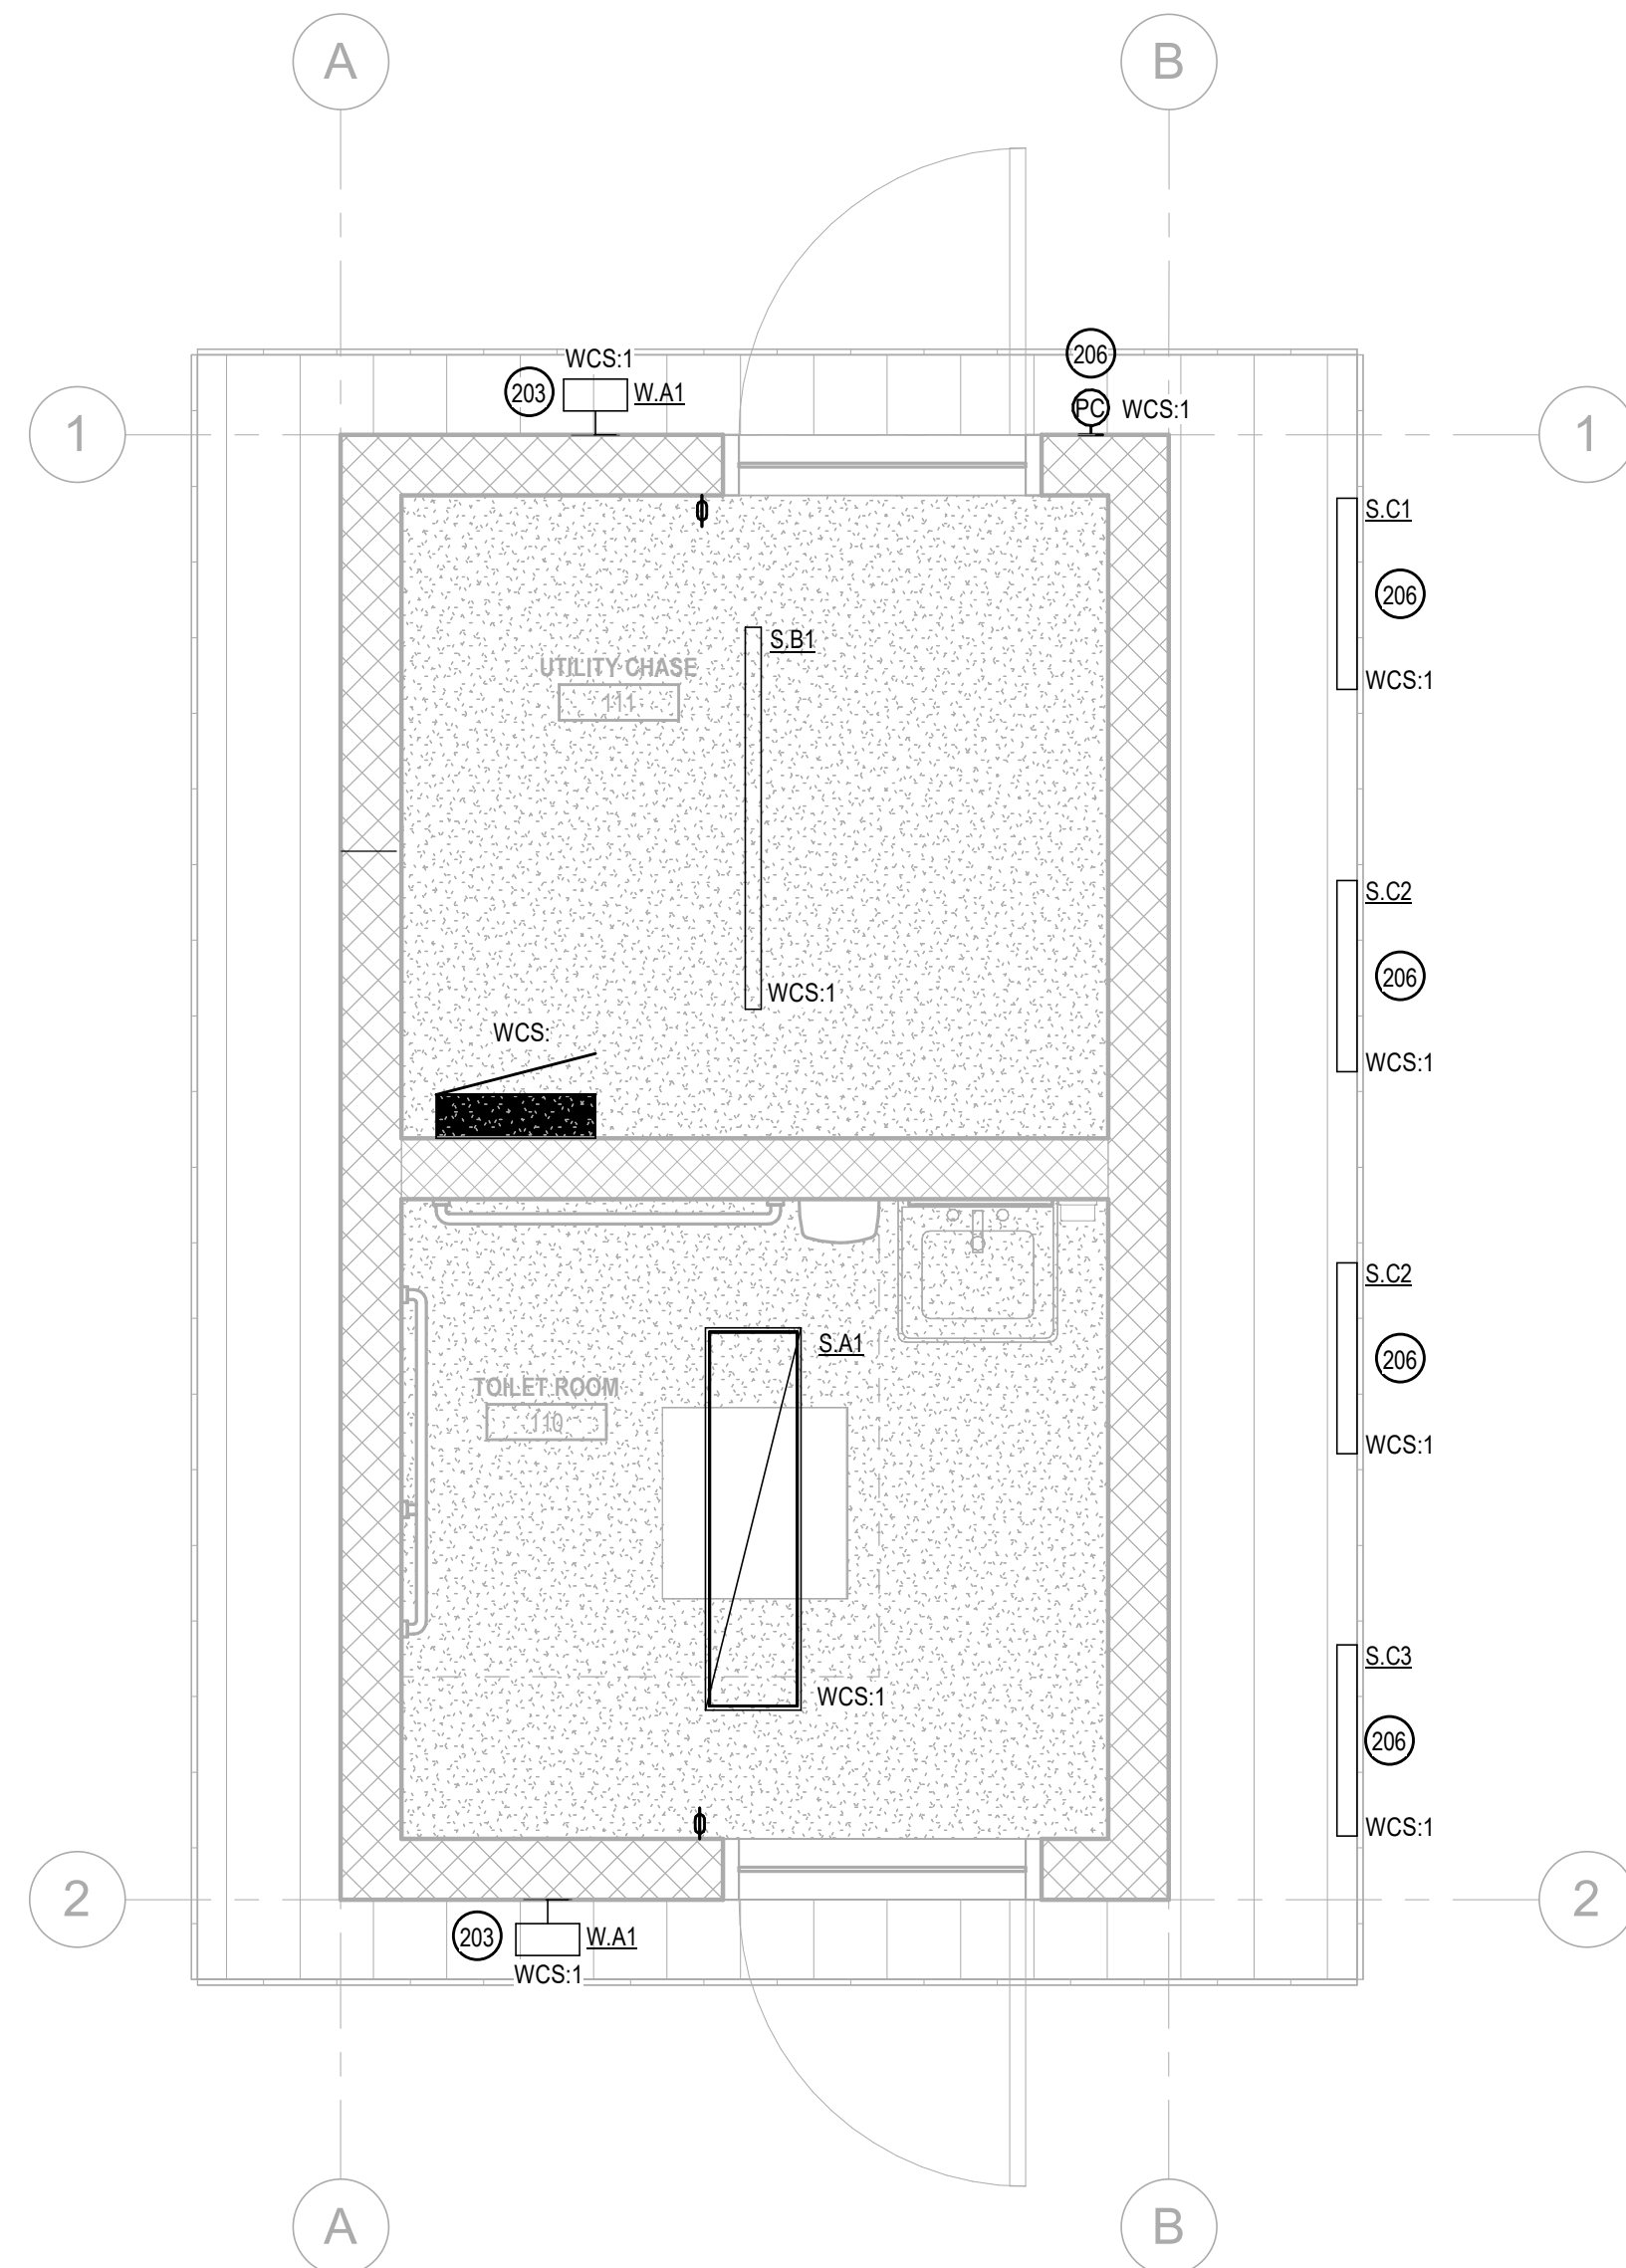 A
B
WCS:1
206
203
W.A1
PC
WCS:1
1
1
S.C1
206
S.B1
UTILITY CHASE
111
WCS:1
S.C2
206
WCS:1
WCS:
WCS:1
S.C2
S.A1
206
TOILET ROOM
110
WCS:1
S.C3
WCS:1
206
WCS:1
2
2
203
W.A1
WCS:1
A
B